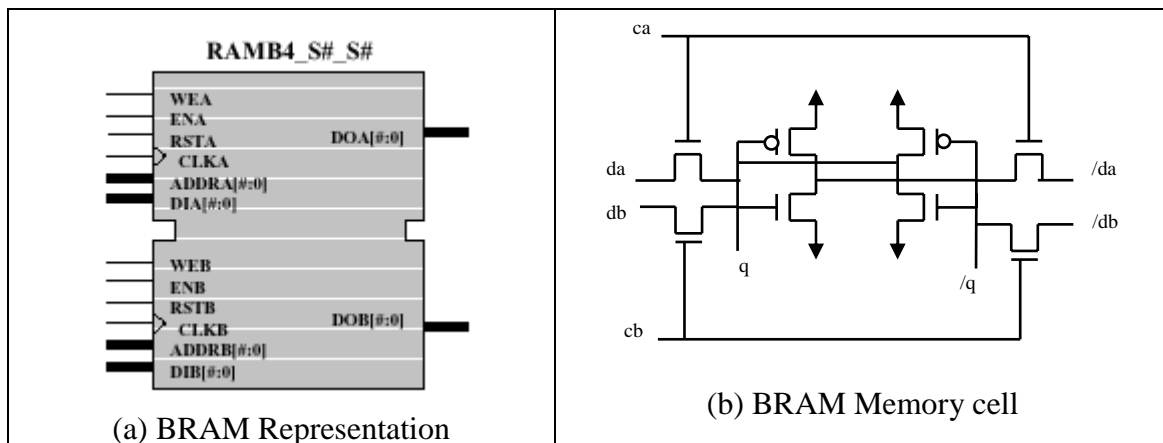 RAMB4_S#_S#
WEA
ENA
RSTA
DOA[#:0]
CLKA
ADDRA[#:0]
DIA[#:0]
WEB
ENB
RSTB
DOB[#:0]
CLKB
ADDRB[#:0]
DIB[#:0]
(a) BRAM Representation
ca
da
/da
db
/db
q
/q
cb
(b) BRAM Memory cell